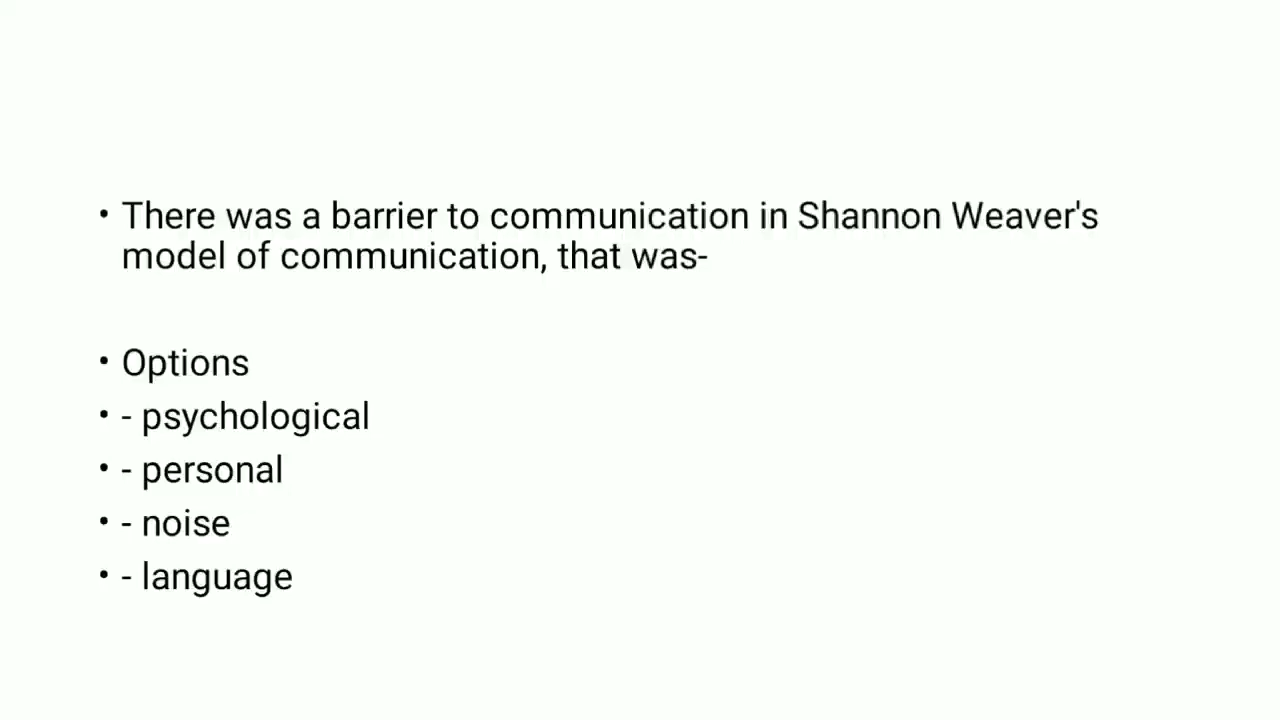 • There was a barrier to communication in Shannon Weaver's
model of communication, that was-
• Options
• - psychological
• - personal
• - noise
• - language